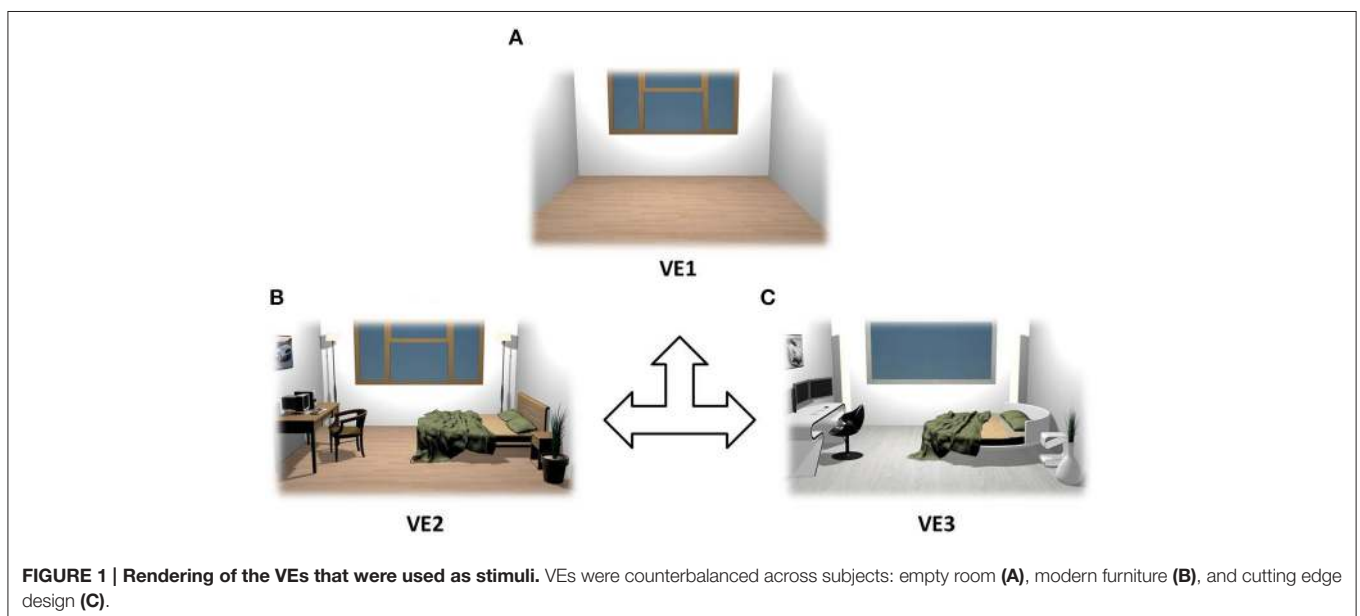 A
VE1
B
C
VE2
VE3
FIGURE 1 | Rendering of the VEs that were used as stimuli. VEs were counterbalanced across subjects: empty room (A), modern furniture (B), and cutting edge
design (C).